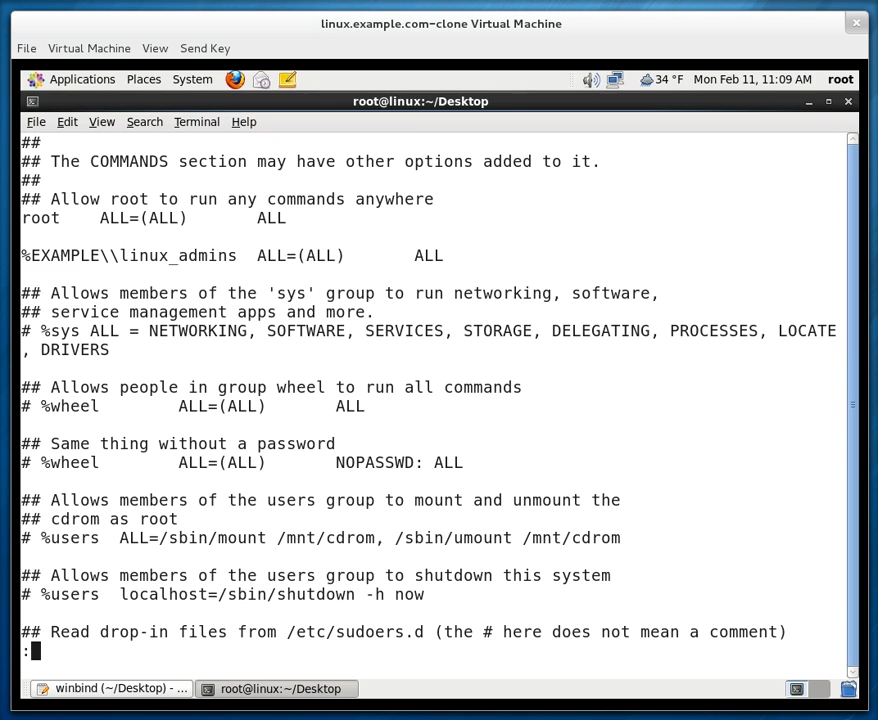 linux.example.com-clone Virtual Machine
File Virtual Machine View Send Key
Applications Places System 34 °F Mon Feb 11, 11:09 AM root
root@linux:~/Desktop
File Edit View Search Terminal Help
##
## The COMMANDS section may have other options added to it.
##
## Allow root to run any commands anywhere
root    ALL=(ALL)       ALL
%EXAMPLE\\linux_admins  ALL=(ALL)       ALL
## Allows members of the 'sys' group to run networking, software,
## service management apps and more.
# %sys ALL = NETWORKING, SOFTWARE, SERVICES, STORAGE, DELEGATING, PROCESSES, LOCATE
, DRIVERS
## Allows people in group wheel to run all commands
# %wheel        ALL=(ALL)       ALL
## Same thing without a password
# %wheel        ALL=(ALL)       NOPASSWD: ALL
## Allows members of the users group to mount and unmount the
## cdrom as root
# %users  ALL=/sbin/mount /mnt/cdrom, /sbin/umount /mnt/cdrom
## Allows members of the users group to shutdown this system
# %users  localhost=/sbin/shutdown -h now
## Read drop-in files from /etc/sudoers.d (the # here does not mean a comment)
:
winbind (~/Desktop) - ... root@linux:~/Desktop